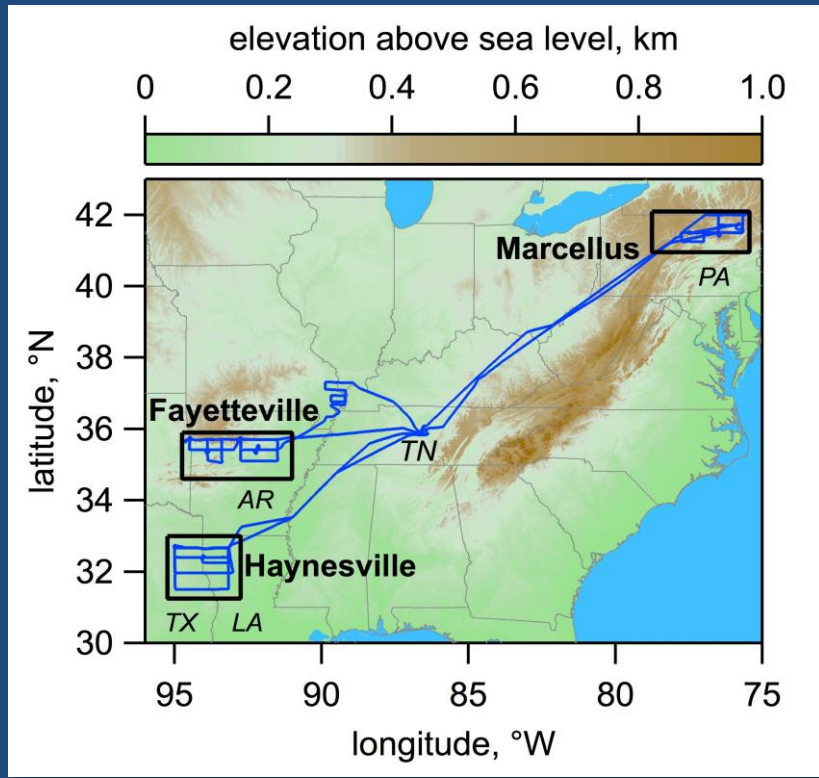 elevation above sea level, km
0 0.2 0.4 0.6 0.8 1.0
42
Marcellus
PA
40
38
Fayetteville
36
TN
AR
34
Haynesville
32
TX LA
30
95 90 85 80 75
latitude, °N
longitude, °W